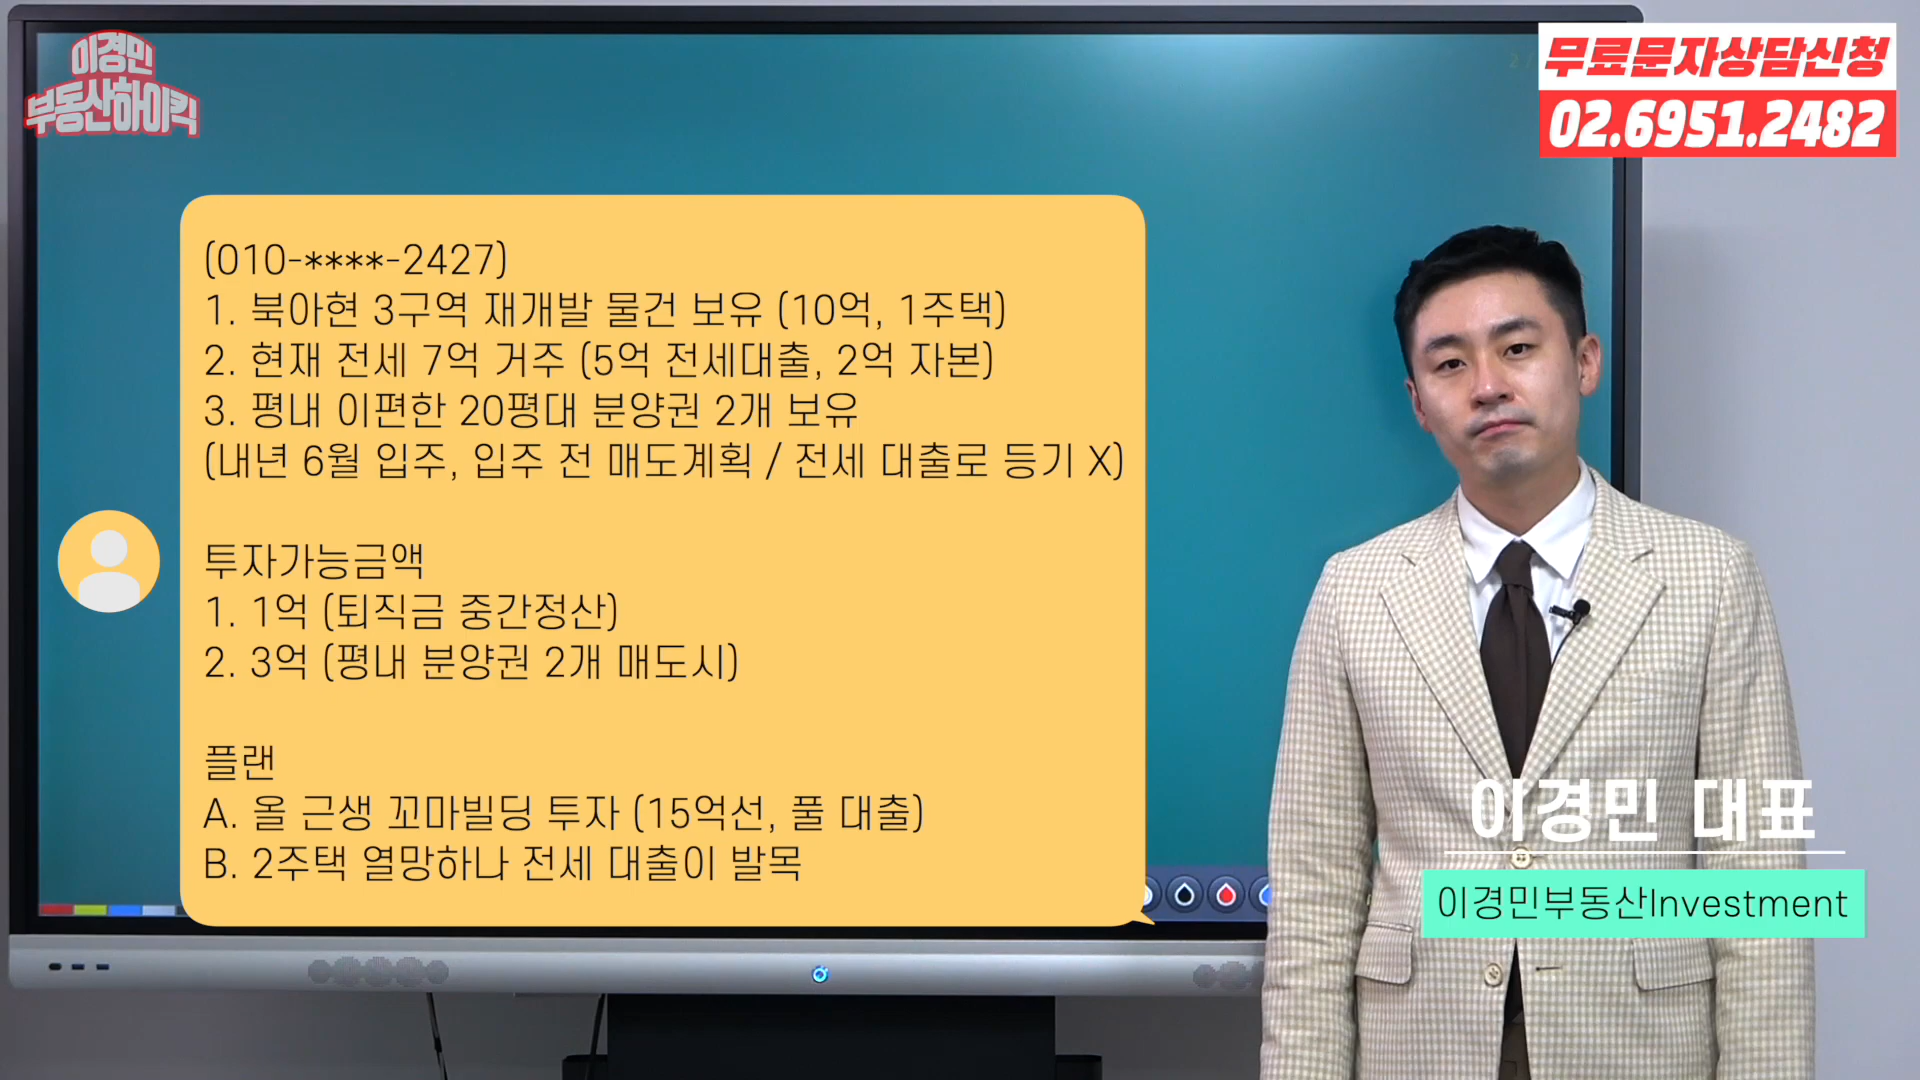 이경민
부동산하이킥
무료문자상담신청
02.6951.2482
(010-****-2427)
1. 북아현 3구역 재개발 물건 보유 (10억, 1주택)
2. 현재 전세 7억 거주 (5억 전세대출, 2억 자본)
3. 평내 이편한 20평대 분양권 2개 보유
(내년 6월 입주, 입주 전 매도계획 / 전세 대출로 등기 X)
투자가능금액
1. 1억 (퇴직금 중간정산)
2. 3억 (평내 분양권 2개 매도시)
플랜
A. 올 근생 꼬마빌딩 투자 (15억선, 풀 대출)
B. 2주택 열망하나 전세 대출이 발목
이경민 대표
이경민부동산Investment